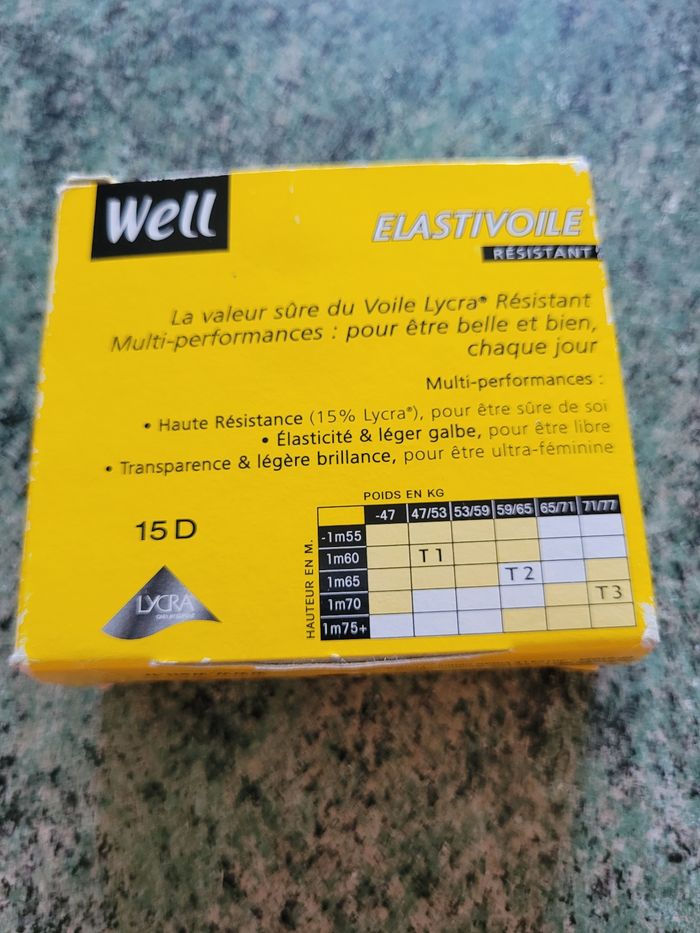 Well
ELASTIVOILE
RÉSISTANT
La valeur sûre du Voile Lycra® Résistant
Multi-performances : pour être belle et bien,
chaque jour
Multi-performances :
• Haute Résistance (15% Lycra®), pour être sûre de soi
• Élasticité & léger galbe, pour être libre
• Transparence & légère brillance, pour être ultra-féminine
15 D
LYCRA
POIDS EN KG
-47 47/53 53/59 59/65 65/71 71/77
HAUTEUR EN M.
-1m55
1m60 T 1
1m65 T 2
1m70 T 3
1m75+